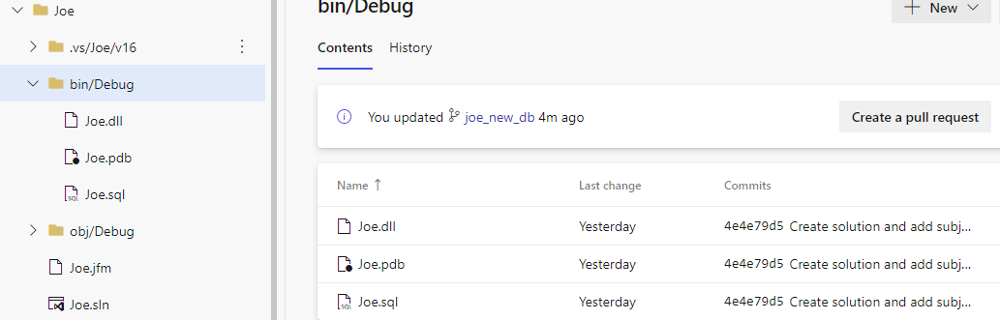 Joe
.vs/Joe/v16
bin/Debug
Joe.dll
Joe.pdb
Joe.sql
obj/Debug
Joe.jfm
Joe.sln
bin/Debug
New
Contents History
You updated joe_new_db 4m ago
Create a pull request
Name Last change Commits
Joe.dll Yesterday 4e4e79d5 Create solution and add subj...
Joe.pdb Yesterday 4e4e79d5 Create solution and add subj...
Joe.sql Yesterday 4e4e79d5 Create solution and add subj...